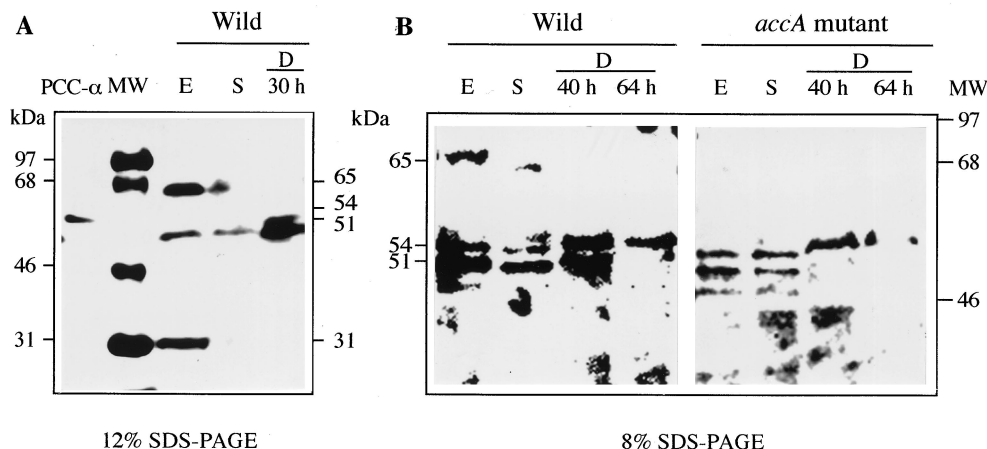 A
Wild
D
PCC-α MW E S 30 h
kDa
97
68
46
31
65
54
51
31
12% SDS-PAGE
B
Wild accA mutant
D D
E S 40 h 64 h E S 40 h 64 h MW
kDa
65
54
51
97
68
46
8% SDS-PAGE